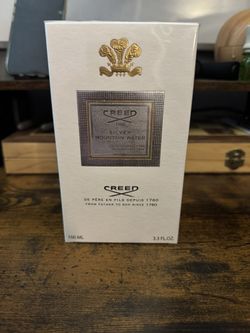 CREED
SILVER
MOUNTAIN WATER
CREED
DE PÈRE EN FILS DEPUIS 1760
FROM FATHER TO SON SINCE 1760
100 ML 3.3 FL.OZ